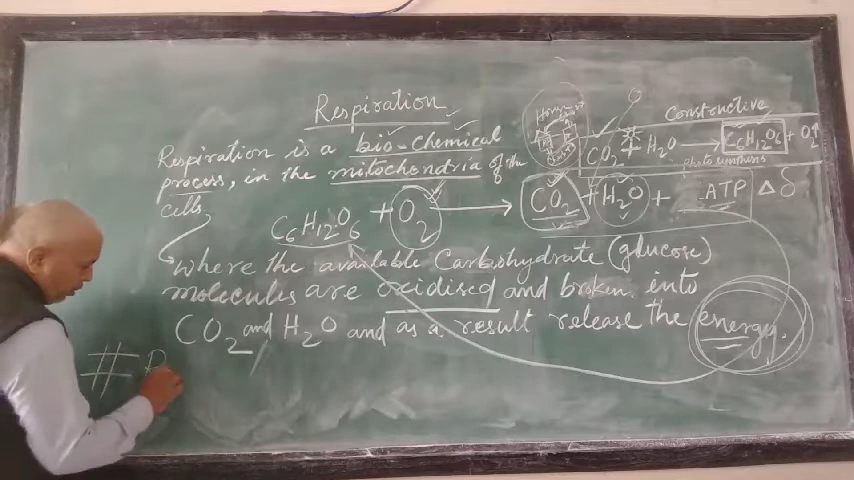 Respiration
Constructive
CO2 + H2O → C6H12O6 + O2↑
photosynthesis
Respiration is a bio-chemical
process, in the mitochondria of the
cells,
C6H12O6 + O2 → CO2 + H2O + ATP Δ
where the available Carbohydrate (glucose)
molecules are oxidised and broken into
CO2 and H2O and as a result release the energy.
# R